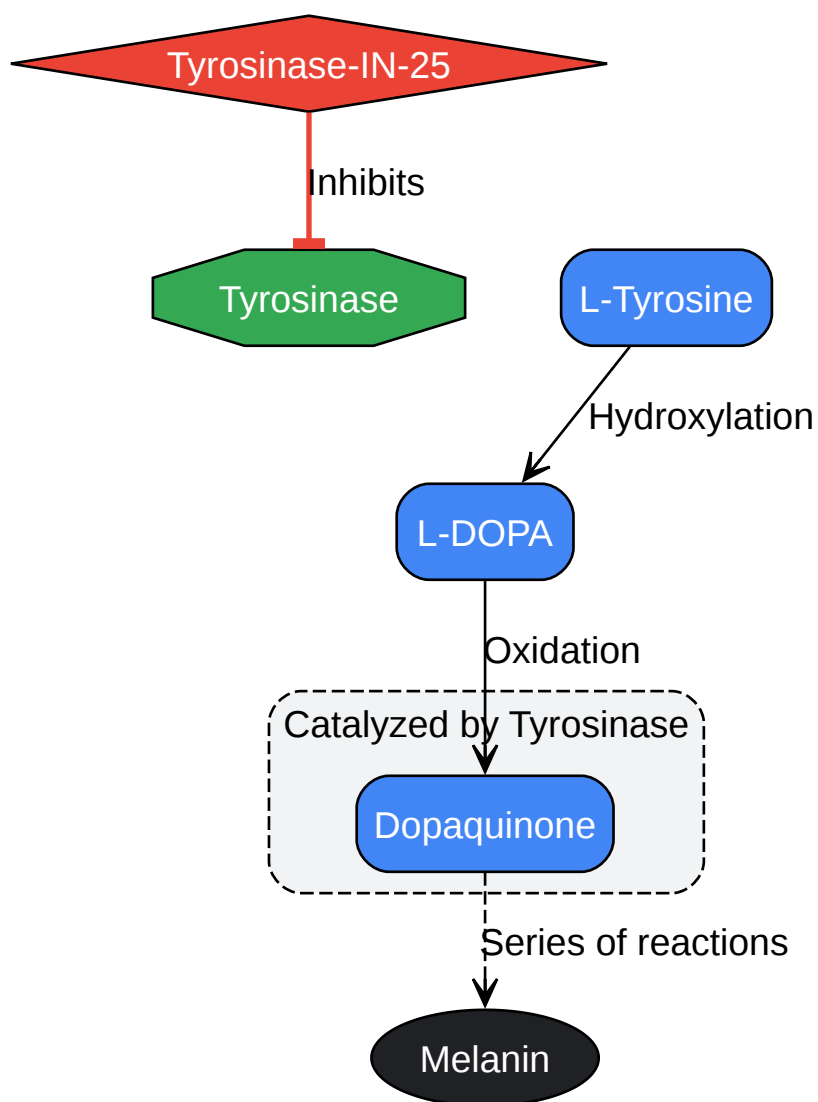 Tyrosinase-IN-25
Inhibits
Tyrosinase
L-Tyrosine
Hydroxylation
L-DOPA
Oxidation
Catalyzed by Tyrosinase
Dopaquinone
Series of reactions
Melanin